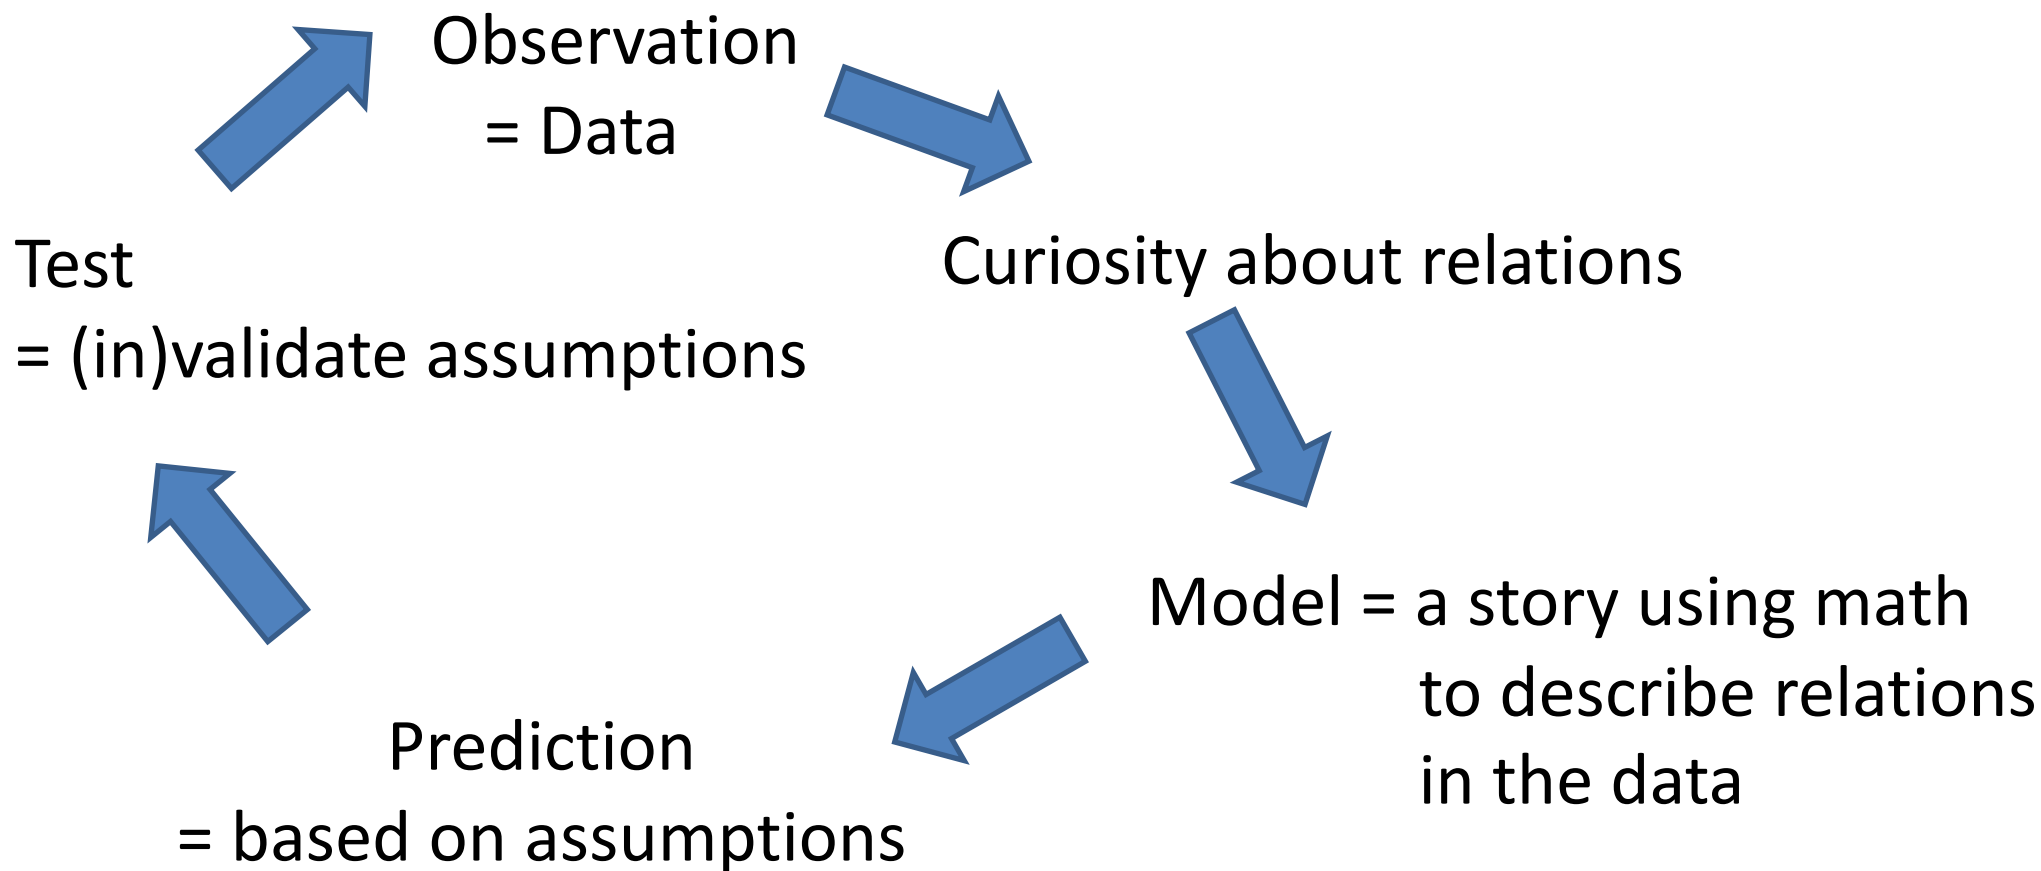 Observation
= Data
Curiosity about relations
Model = a story using math
to describe relations
in the data
Prediction
= based on assumptions
Test
= (in)validate assumptions